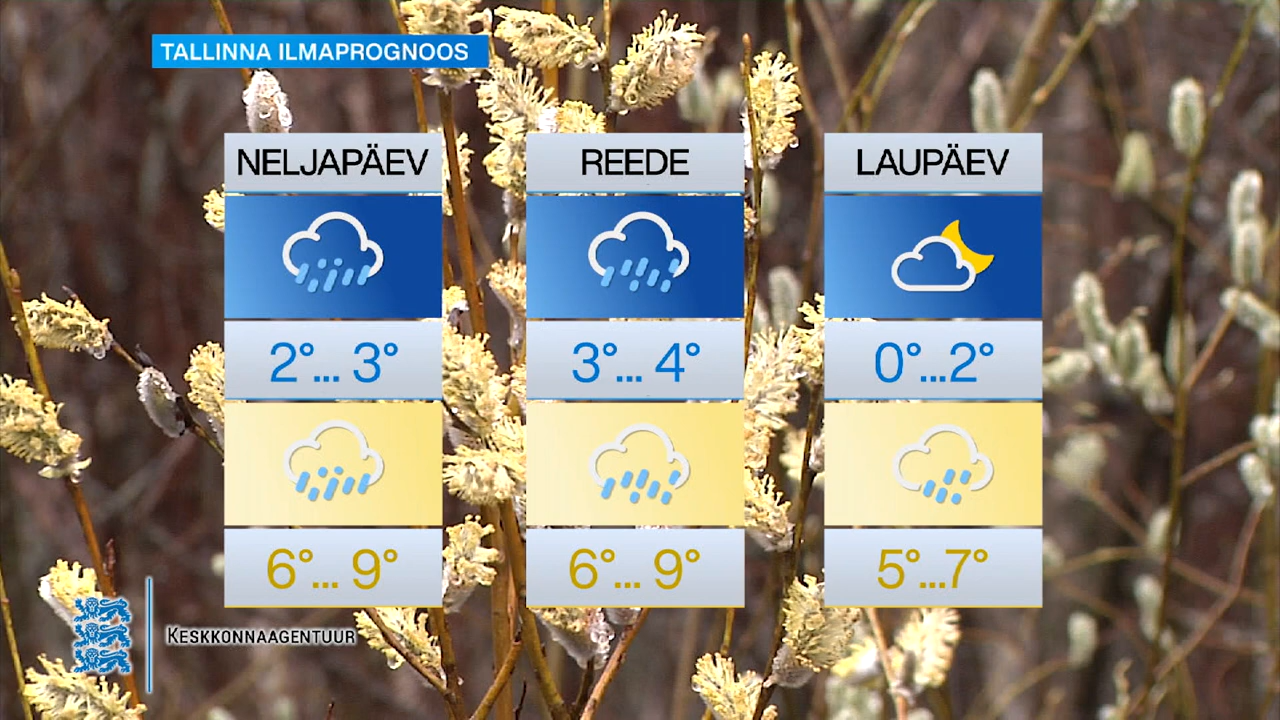 TALLINNA ILMAPROGNOOS
NELJAPÄEV
2°... 3°
6°... 9°
REEDE
3°... 4°
6°... 9°
LAUPÄEV
0°...2°
5°...7°
KESKKONNAAGENTUUR